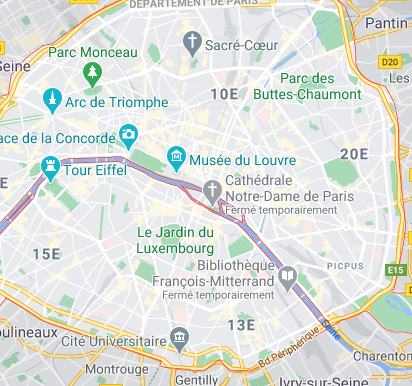 DÉPARTEMENT DE PARIS
Pantin
Parc Monceau
Sacré-Cœur
Seine
D20
10E
Parc des
Buttes-Chaumont
Arc de Triomphe
ace de la Concorde
Musée du Louvre
20E
Tour Eiffel
Cathédrale
Notre-Dame de Paris
Fermé temporairement
Le Jardin du
Luxembourg
15E
Bibliothèque
François-Mitterrand
Fermé temporairement
PICPUS
E15
oulineaux
Cité Universitaire
13E
Bd Périphérique
Seine
Charenton-
Montrouge
Gentilly
Ivry-sur-Seine